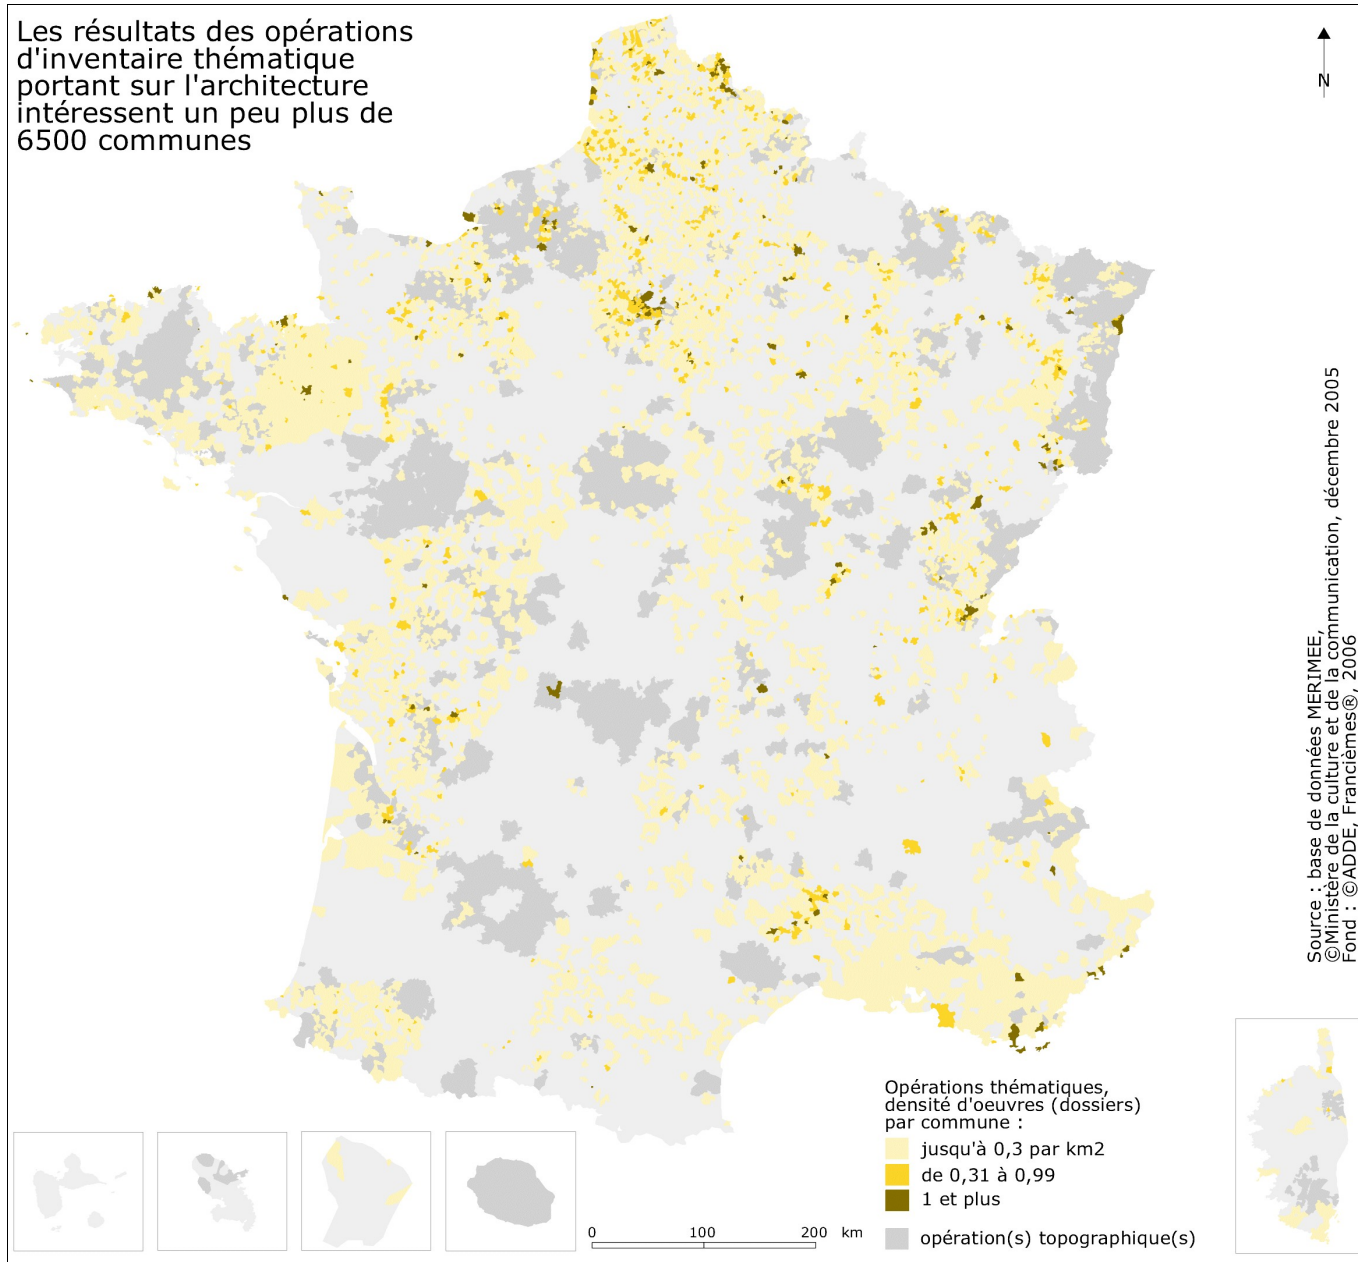 Les résultats des opérations
d'inventaire thématique
portant sur l'architecture
intéressent un peu plus de
6500 communes
N
Source : base de données MERIMEE,
©Ministère de la culture et de la communication, décembre 2005
Fond : ©ADDE, Francièmes®, 2006
Opérations thématiques,
densité d'oeuvres (dossiers)
par commune :
jusqu'à 0,3 par km2
de 0,31 à 0,99
1 et plus
opération(s) topographique(s)
0 100 200 km